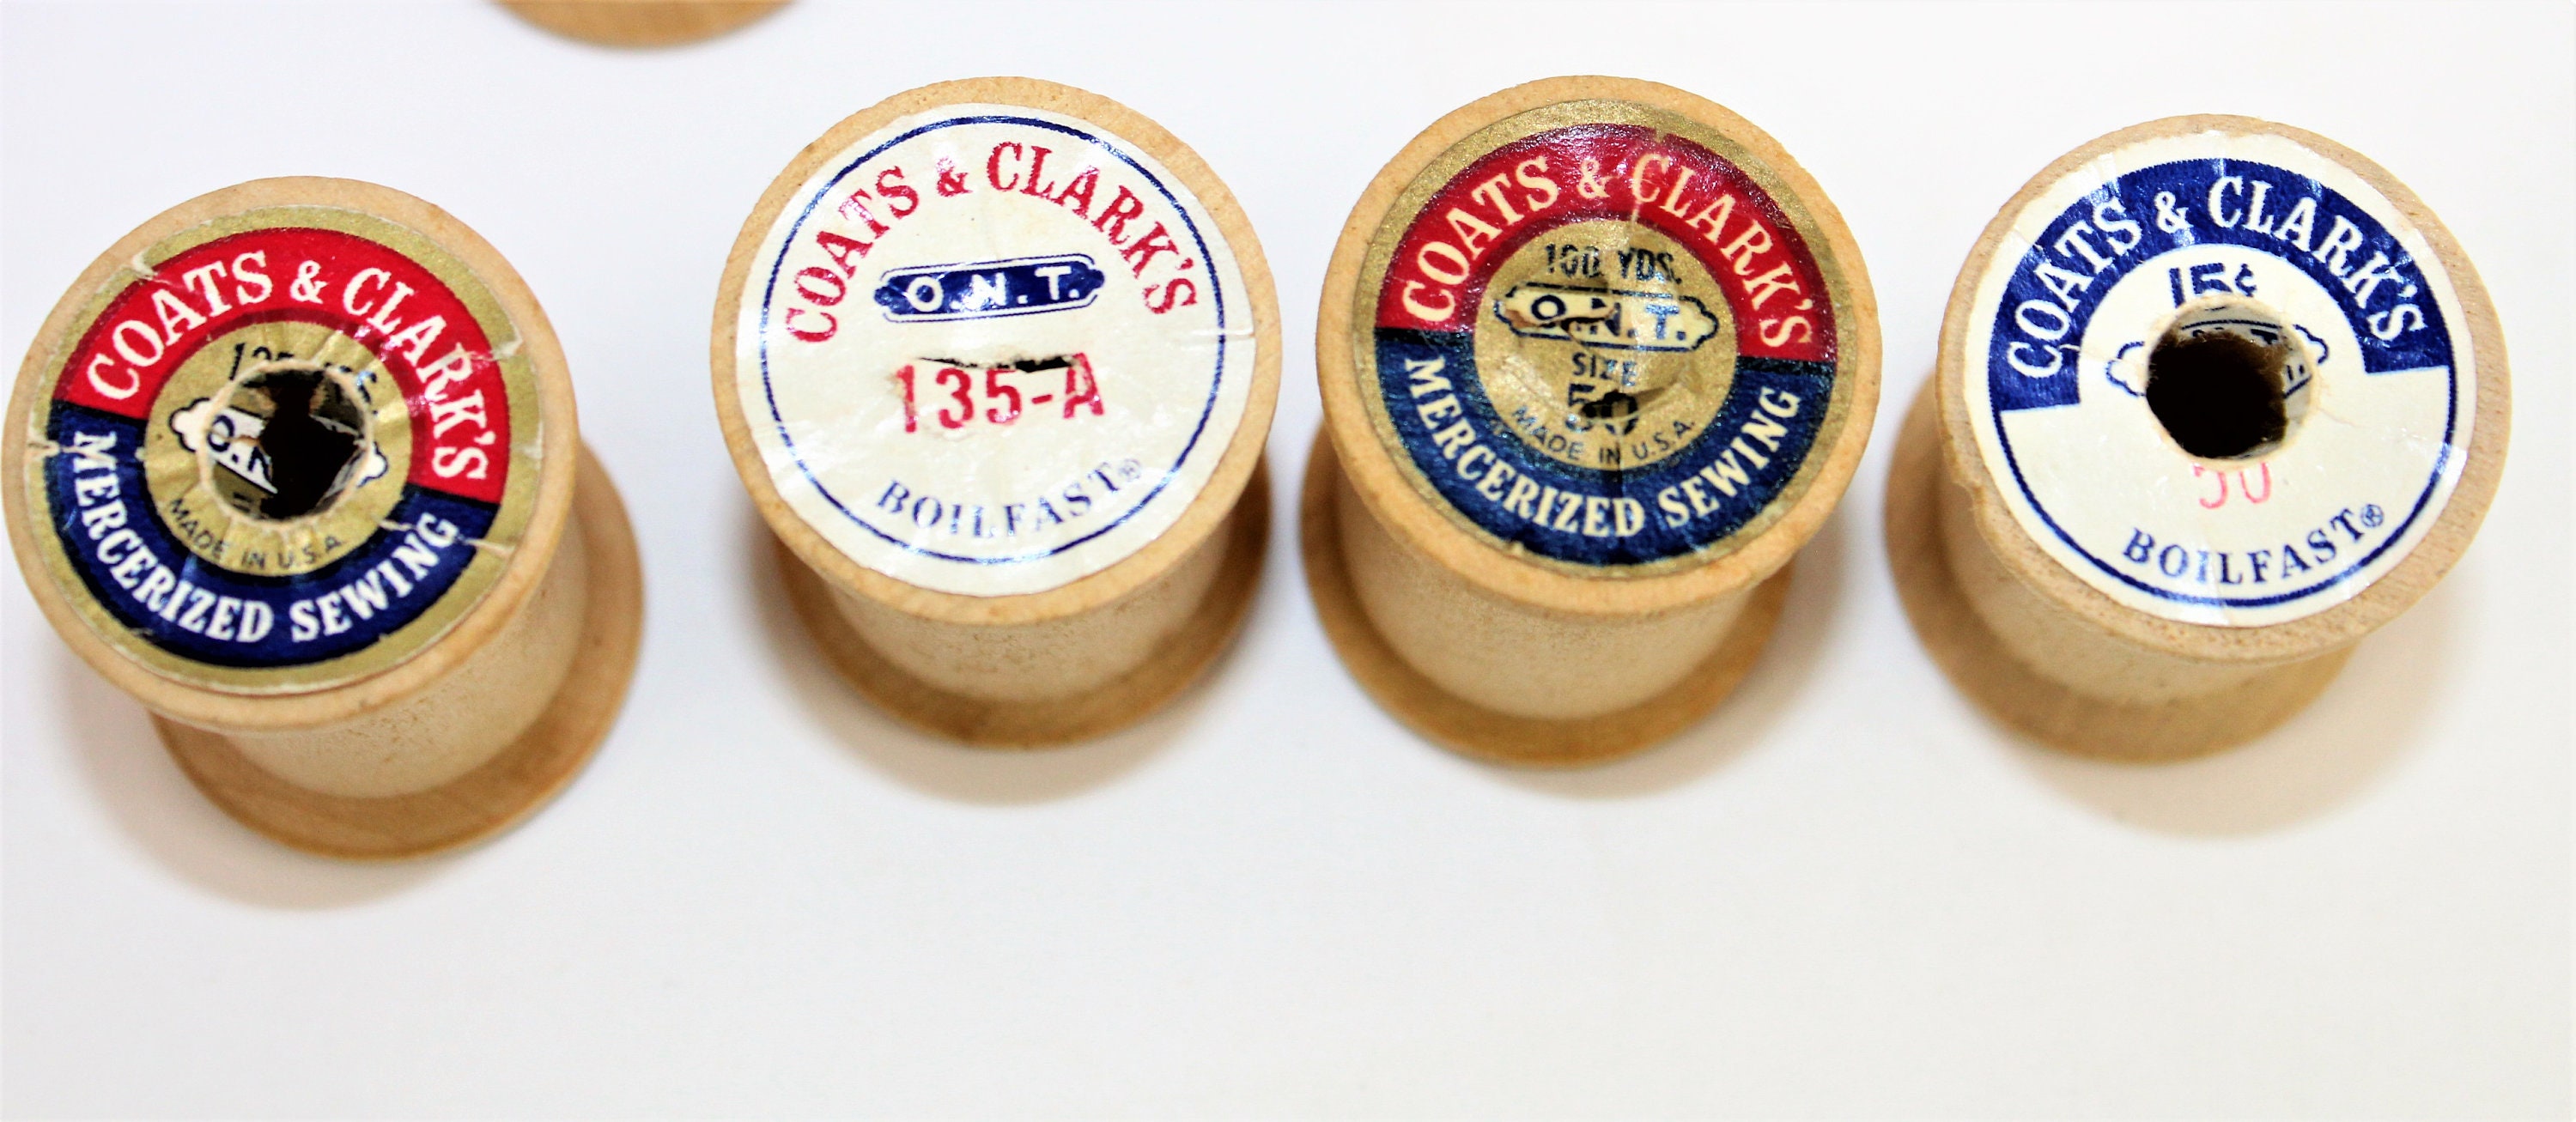 COATS & CLARK'S
MADE IN U.S.A.
MERCERIZED SEWING
COATS & CLARK'S
O.N.T.
135-A
BOILFAST®
COATS & CLARK'S
100 YDS.
O.N.T.
SIZE
50
MADE IN U.S.A.
MERCERIZED SEWING
COATS & CLARK'S
15¢
50
BOILFAST®